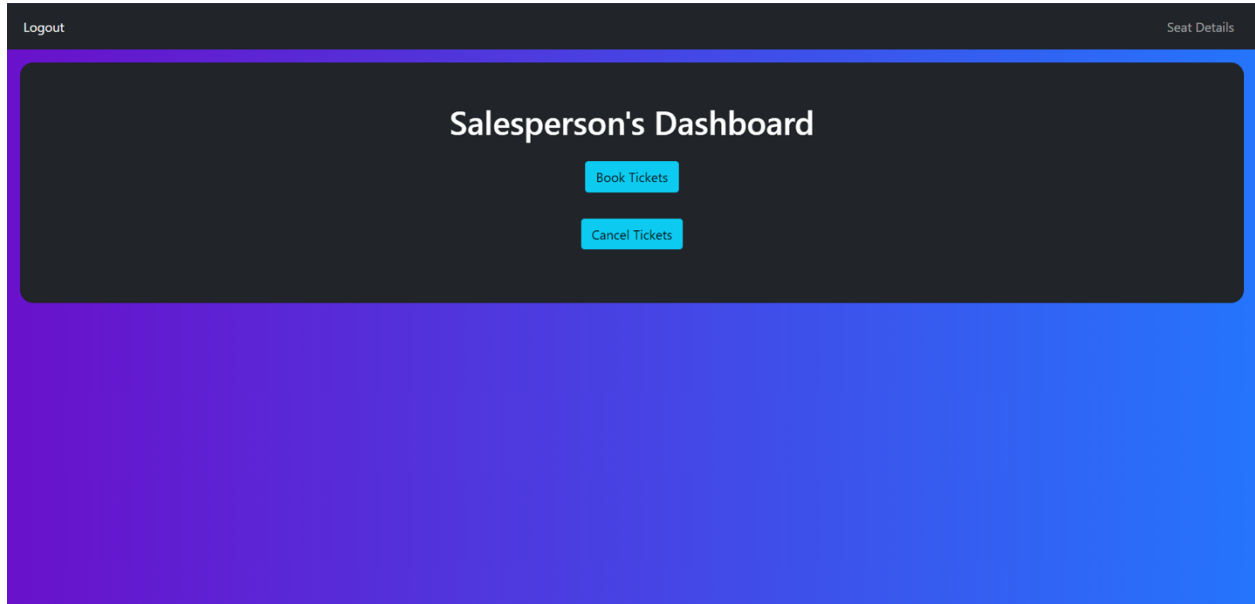 Logout
Seat Details
Salesperson's Dashboard
Book Tickets
Cancel Tickets